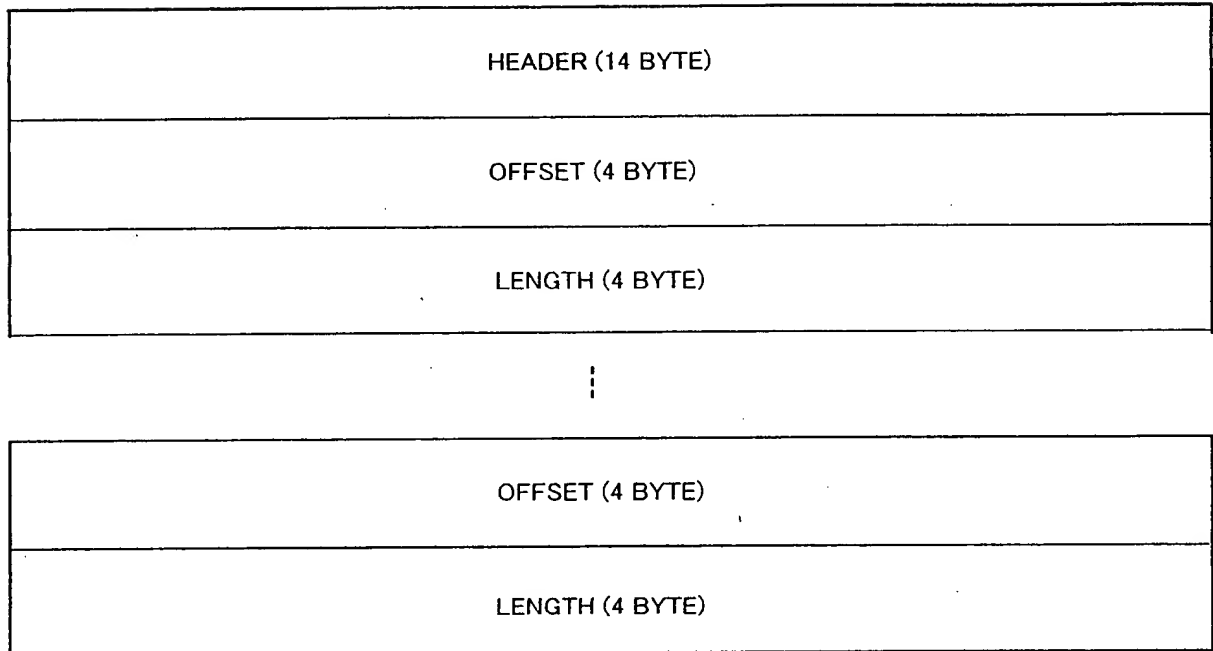 HEADER (14 BYTE)
OFFSET (4 BYTE)
LENGTH (4 BYTE)
OFFSET (4 BYTE)
LENGTH (4 BYTE)